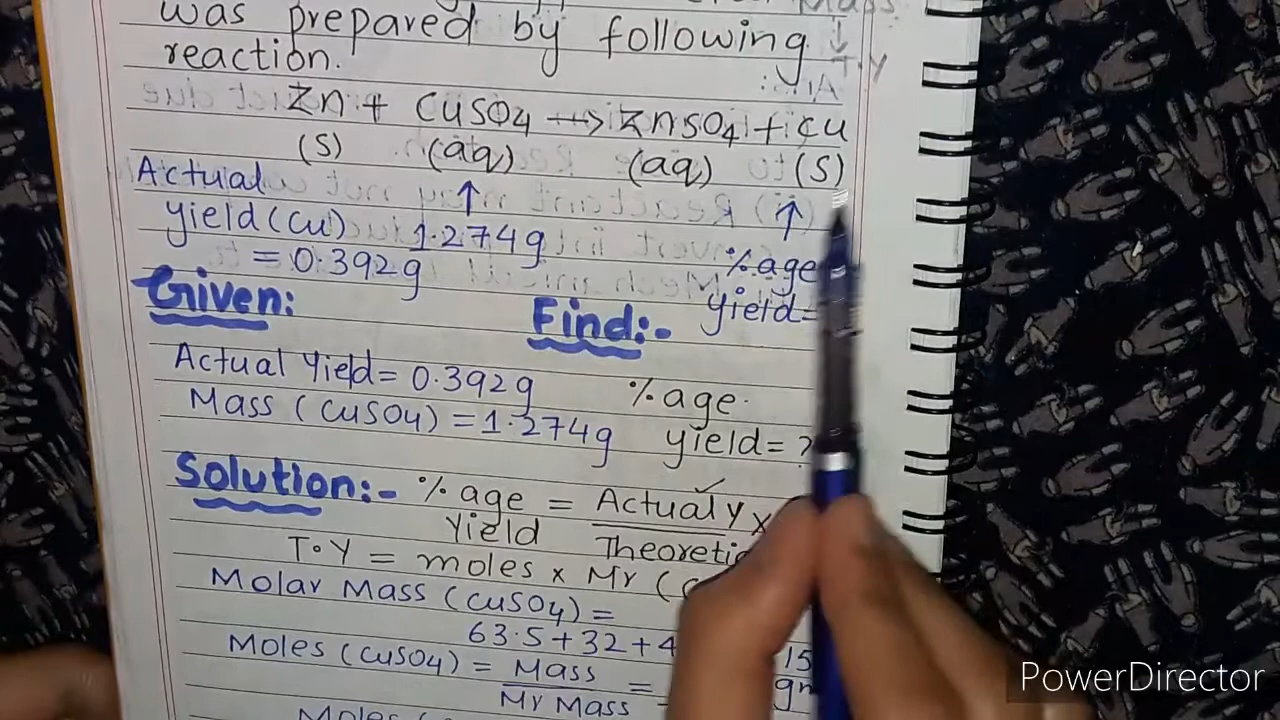 was prepared by following
reaction.
Zn + CuSO4 → ZnSO4 + Cu
(S) (aq) (aq) (S)
Actual ↑ ↑
yield (Cu) 1.274g
= 0.392g %age
yield=
Given: Find:-
Actual Yield = 0.392g %age.
Mass (CuSO4) = 1.274g yield = ?
Solution:- %age = Actual Y ×
Yield
T.Y = moles × Mr
Molar Mass (CuSO4) =
63.5+32+4
Moles (CuSO4) = Mass =
Mr Mass
PowerDirector